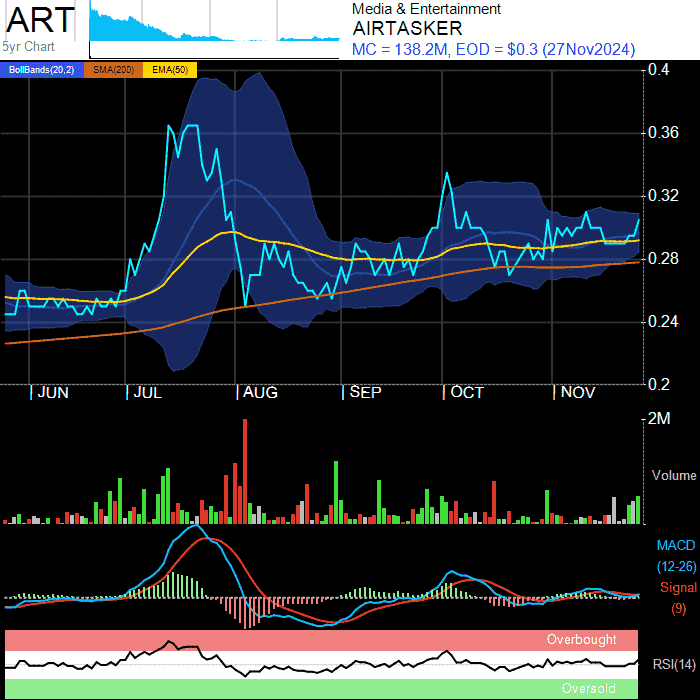 ART
5yr Chart
Media & Entertainment
AIRTASKER
MC = 138.2M, EOD = $0.3 (27Nov2024)
BollBands(20,2) SMA(200) EMA(50)
0.4
0.36
0.32
0.28
0.24
0.2
JUN JUL AUG SEP OCT NOV
2M
Volume
MACD
(12-26)
Signal
(9)
Overbought
RSI(14)
Oversold